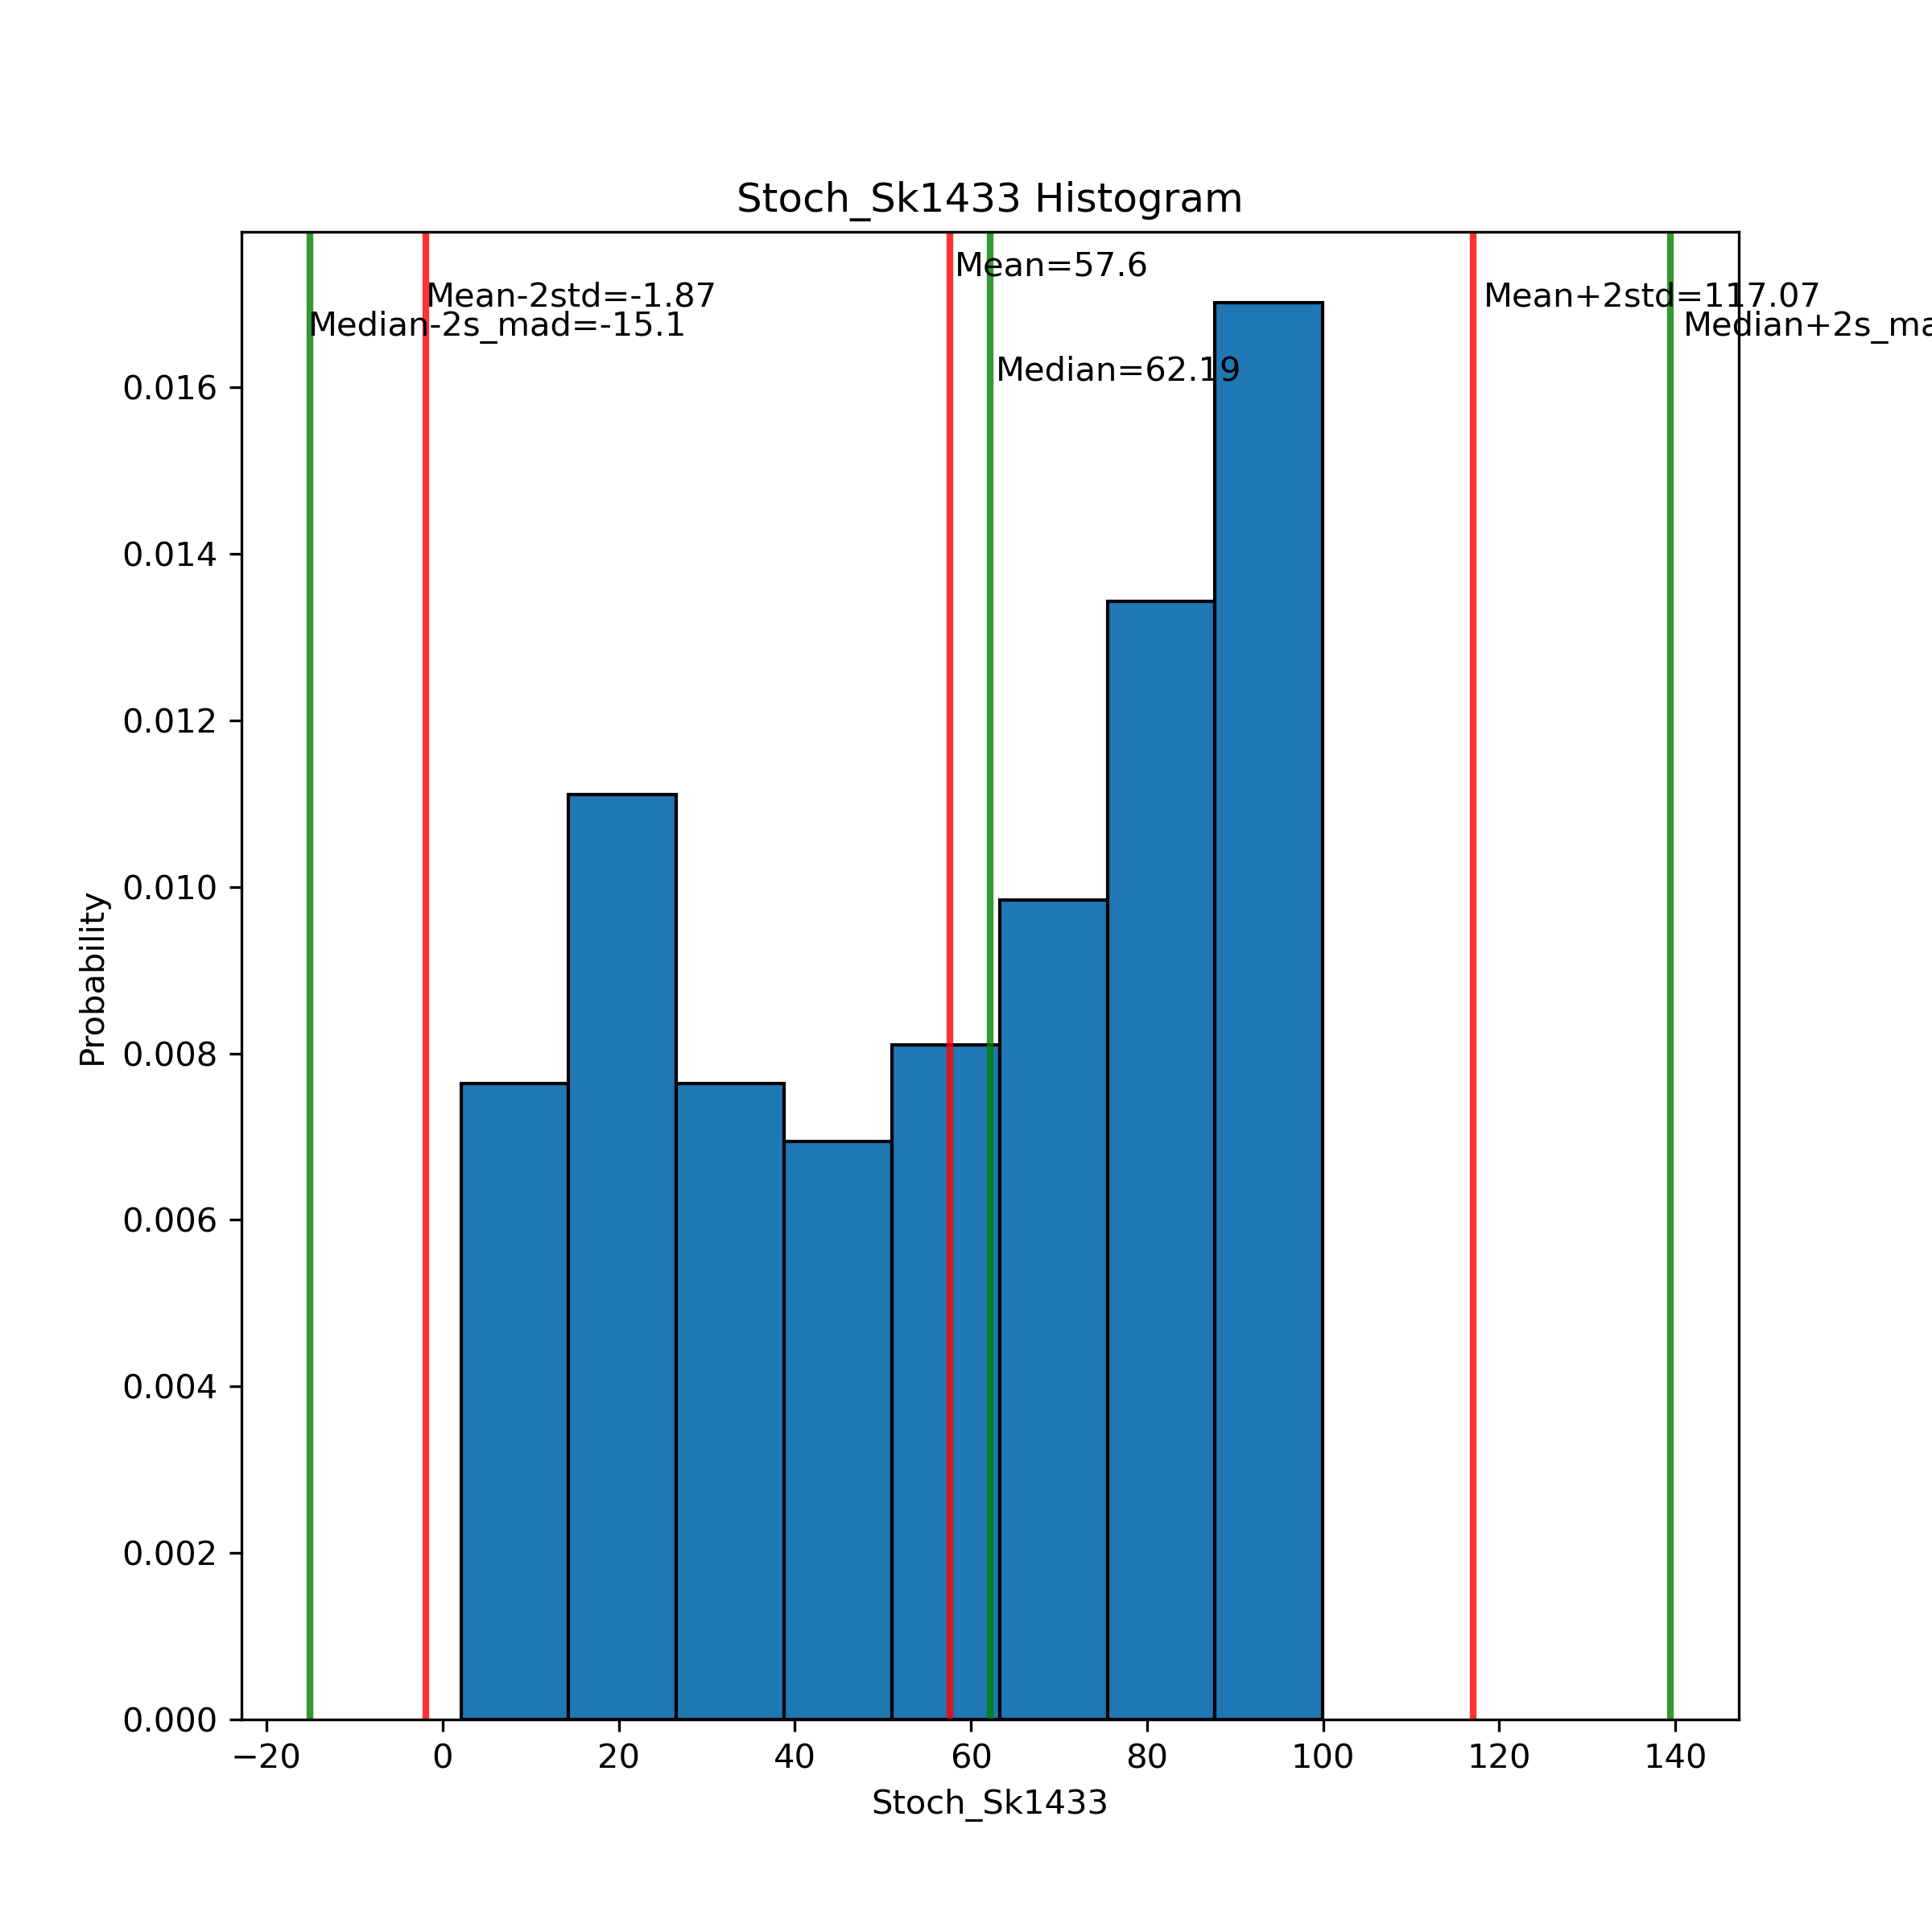 Stoch_Sk1433 Histogram
Mean=57.6
Mean-2std=-1.87
Mean+2std=117.07
Median-2s_mad=-15.1
Median=62.19
0.016
0.014
0.012
0.010
0.008
0.006
0.004
0.002
0.000
Probability
−20 0 20 40 60 80 100 120 140
Stoch_Sk1433